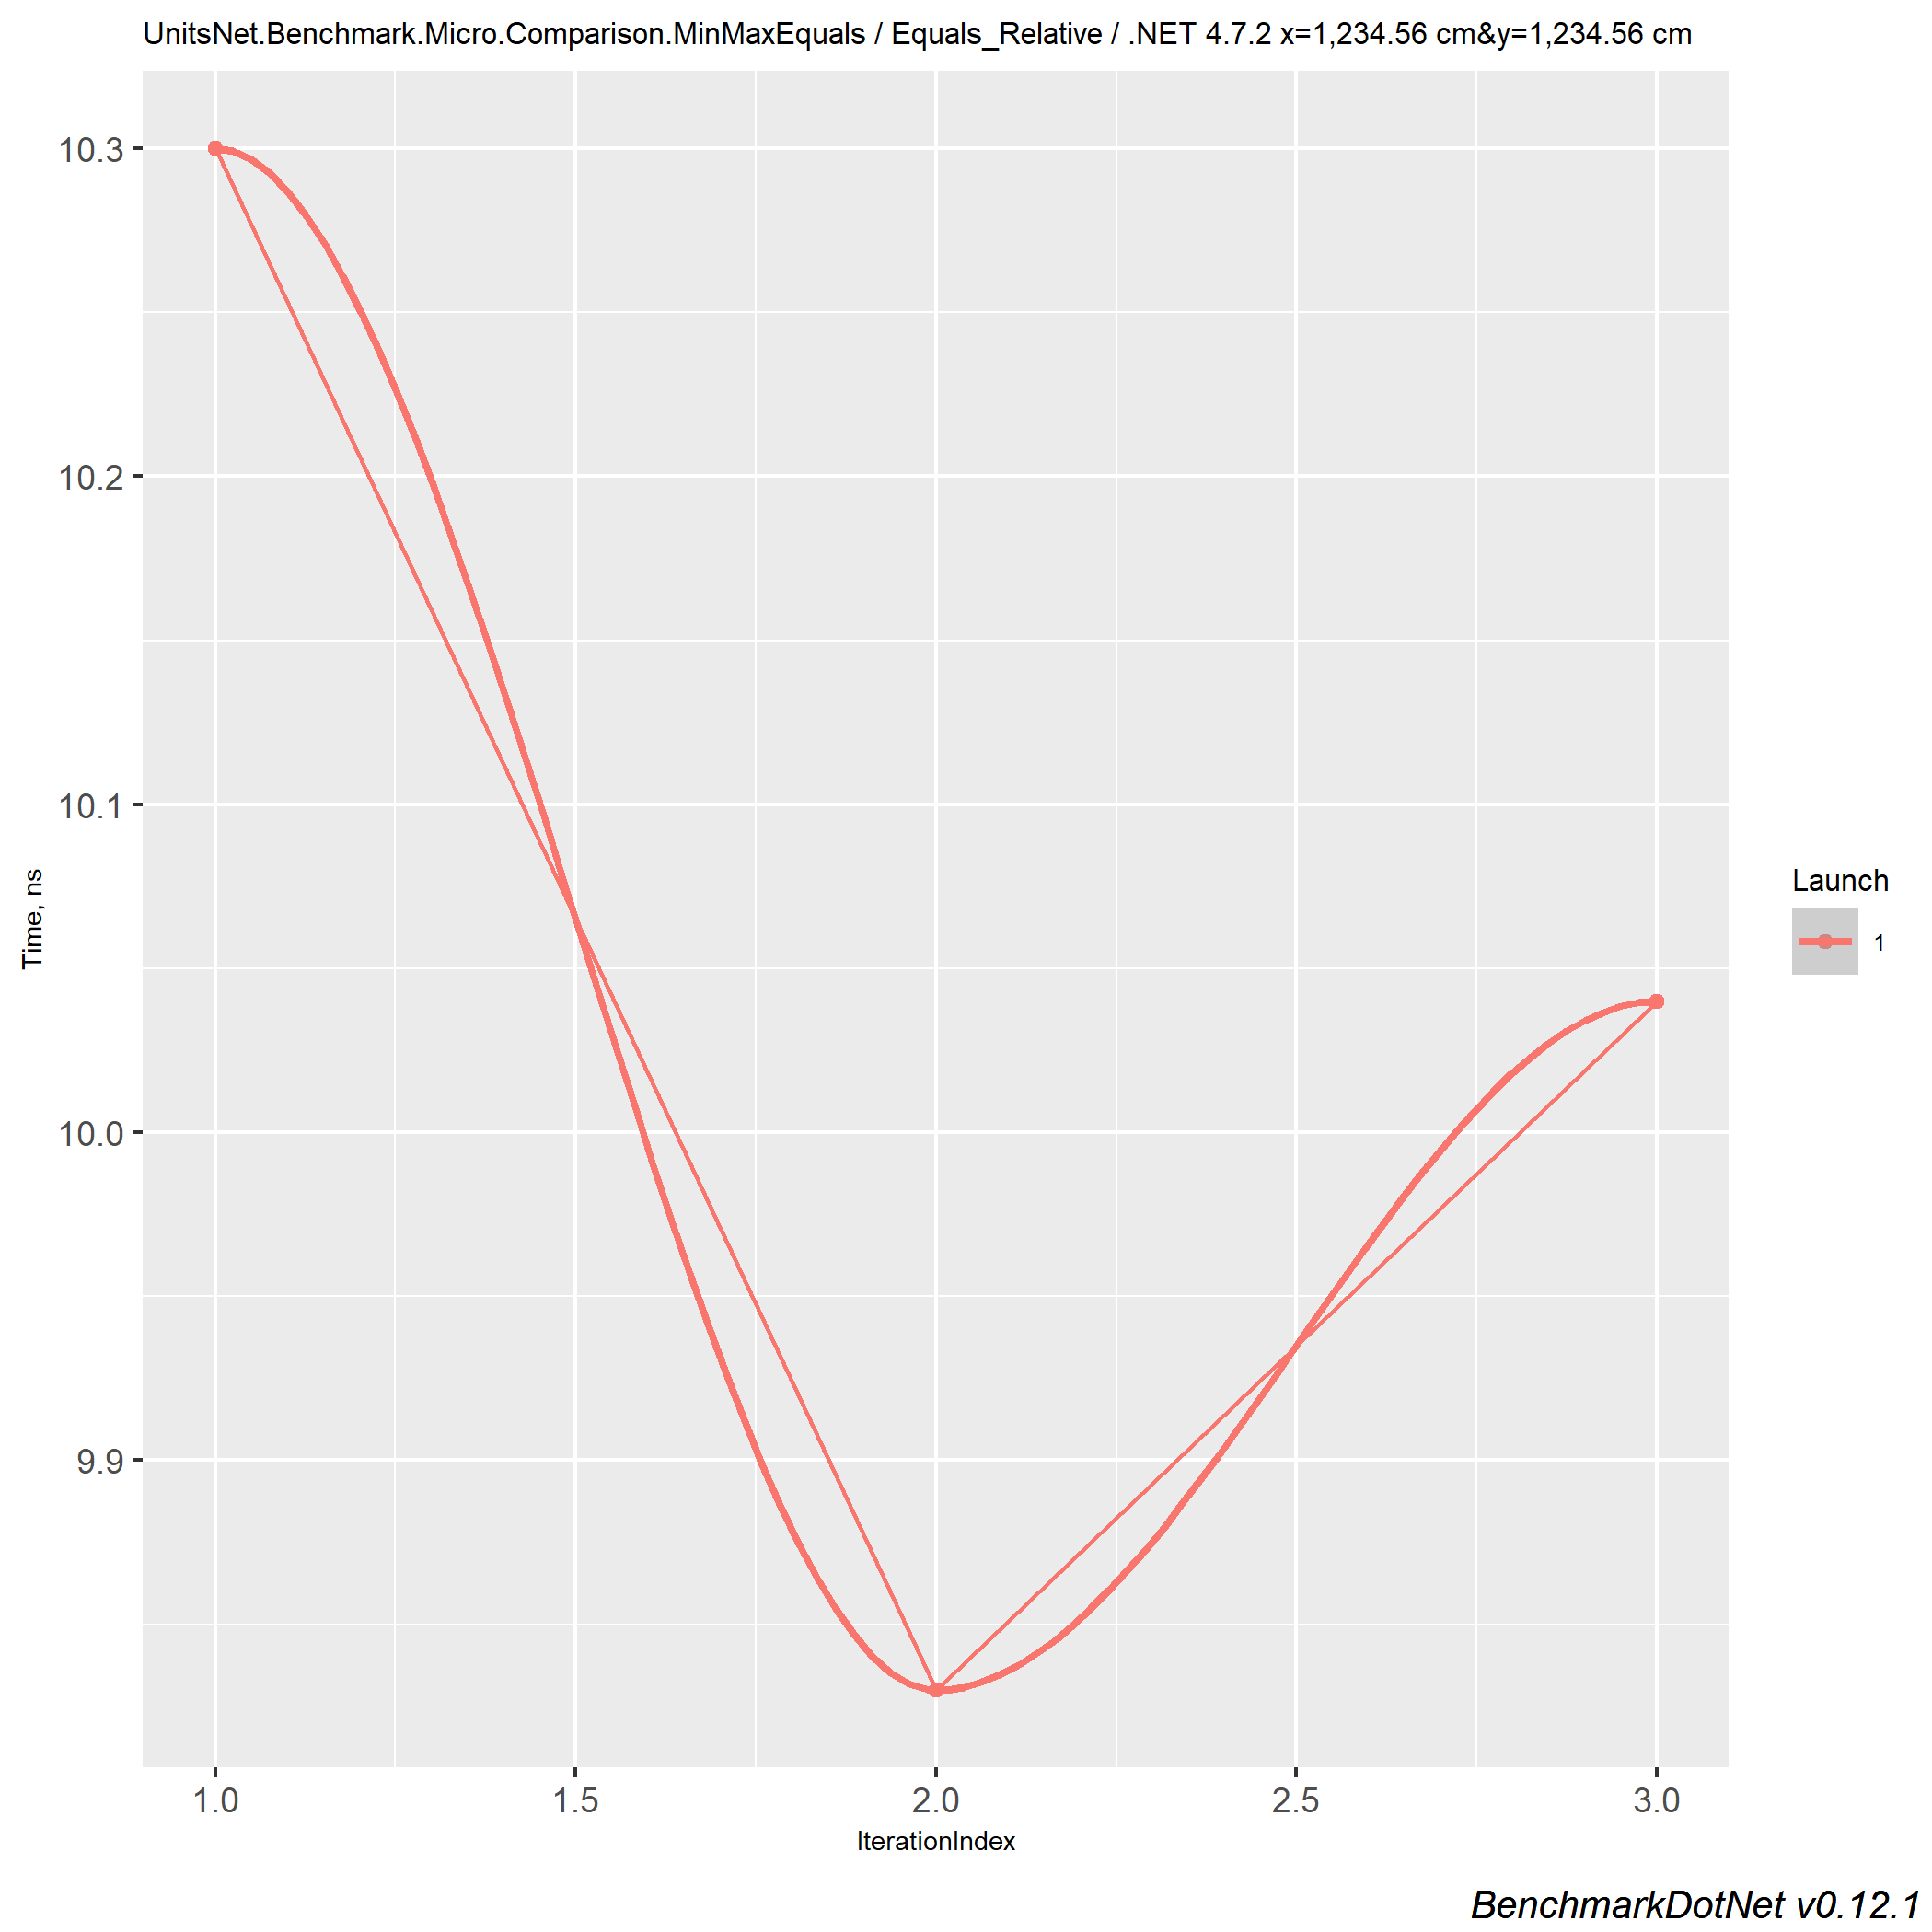 UnitsNet.Benchmark.Micro.Comparison.MinMaxEquals / Equals_Relative / .NET 4.7.2 x=1,234.56 cm&y=1,234.56 cm
10.3
10.2
10.1
10.0
9.9
Time, ns
1.0 1.5 2.0 2.5 3.0
IterationIndex
Launch
1
BenchmarkDotNet v0.12.1